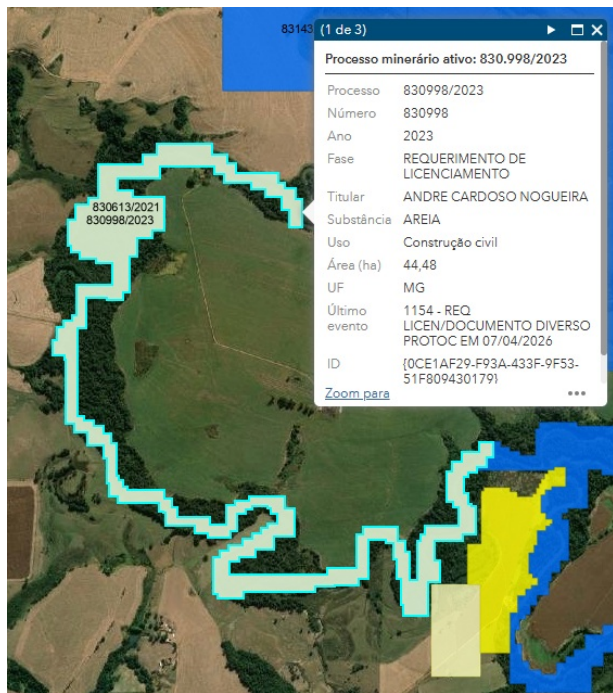 83143
(1 de 3)
Processo minerário ativo: 830.998/2023
Processo 830998/2023
Número 830998
Ano 2023
Fase REQUERIMENTO DE
LICENCIAMENTO
Titular ANDRE CARDOSO NOGUEIRA
Substância AREIA
Uso Construção civil
Área (ha) 44,48
UF MG
Último 1154 - REQ
evento LICEN/DOCUMENTO DIVERSO
PROTOC EM 07/04/2026
ID {0CE1AF29-F93A-433F-9F53-
51F809430179}
Zoom para
830613/2021
830998/2023